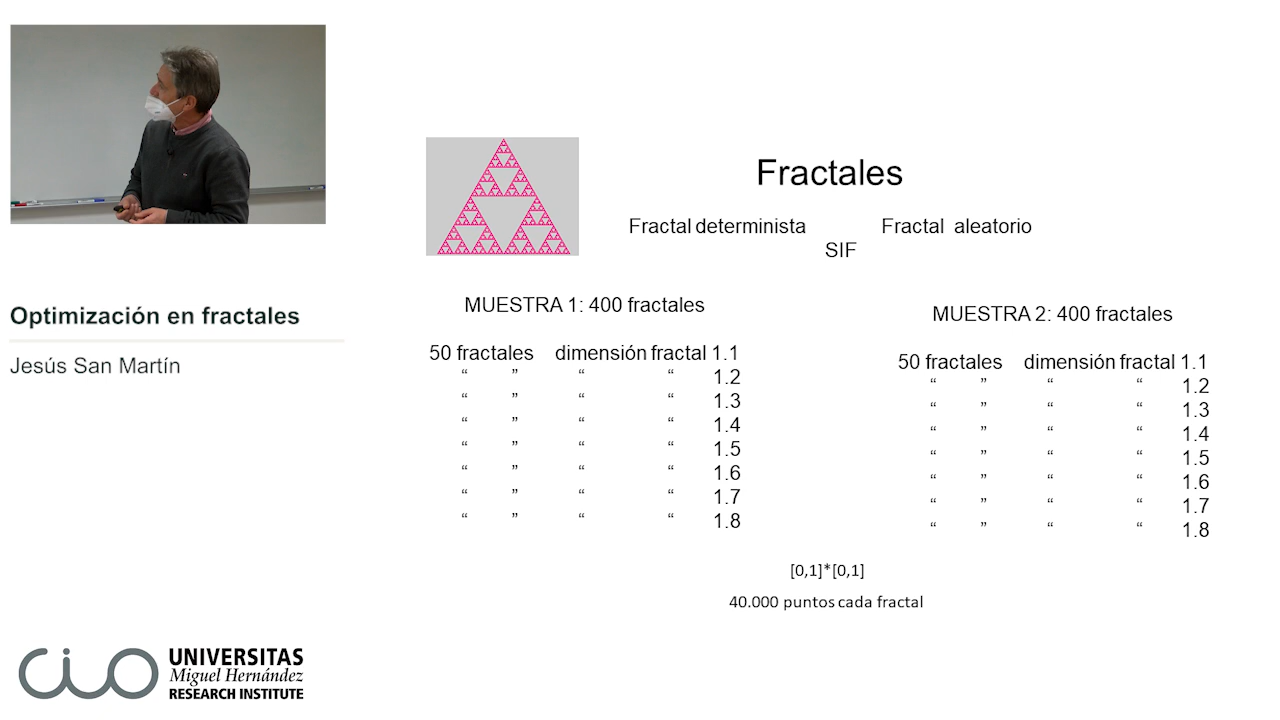 Optimización en fractales
Jesús San Martín
CIO
UNIVERSITAS
Miguel Hernández
RESEARCH INSTITUTE
Fractales
Fractal determinista Fractal aleatorio
SIF
MUESTRA 1: 400 fractales
50 fractales dimensión fractal 1.1
“ ” “ “ 1.2
“ ” “ “ 1.3
“ ” “ “ 1.4
“ ” “ “ 1.5
“ ” “ “ 1.6
“ ” “ “ 1.7
“ ” “ “ 1.8
MUESTRA 2: 400 fractales
50 fractales dimensión fractal 1.1
“ ” “ “ 1.2
“ ” “ “ 1.3
“ ” “ “ 1.4
“ ” “ “ 1.5
“ ” “ “ 1.6
“ ” “ “ 1.7
“ ” “ “ 1.8
[0,1]*[0,1]
40.000 puntos cada fractal